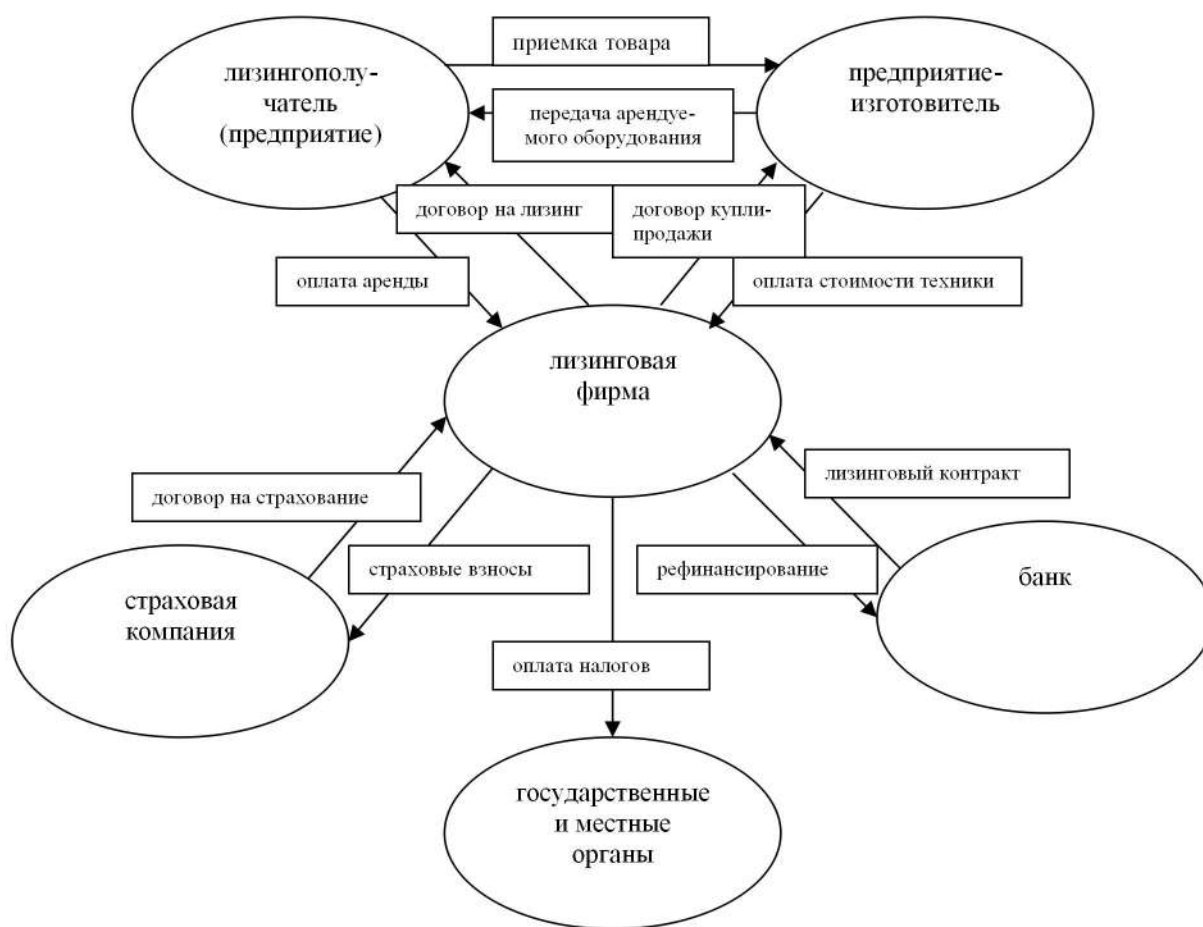 приемка товара
лизингополу-
чатель
(предприятие)
предприятие-
изготовитель
передача арендуе-
мого оборудования
договор на лизинг
договор купли-
продажи
оплата аренды
оплата стоимости техники
лизинговая
фирма
договор на страхование
лизинговый контракт
страховые взносы
рефинансирование
банк
страховая
компания
оплата налогов
государственные
и местные
органы